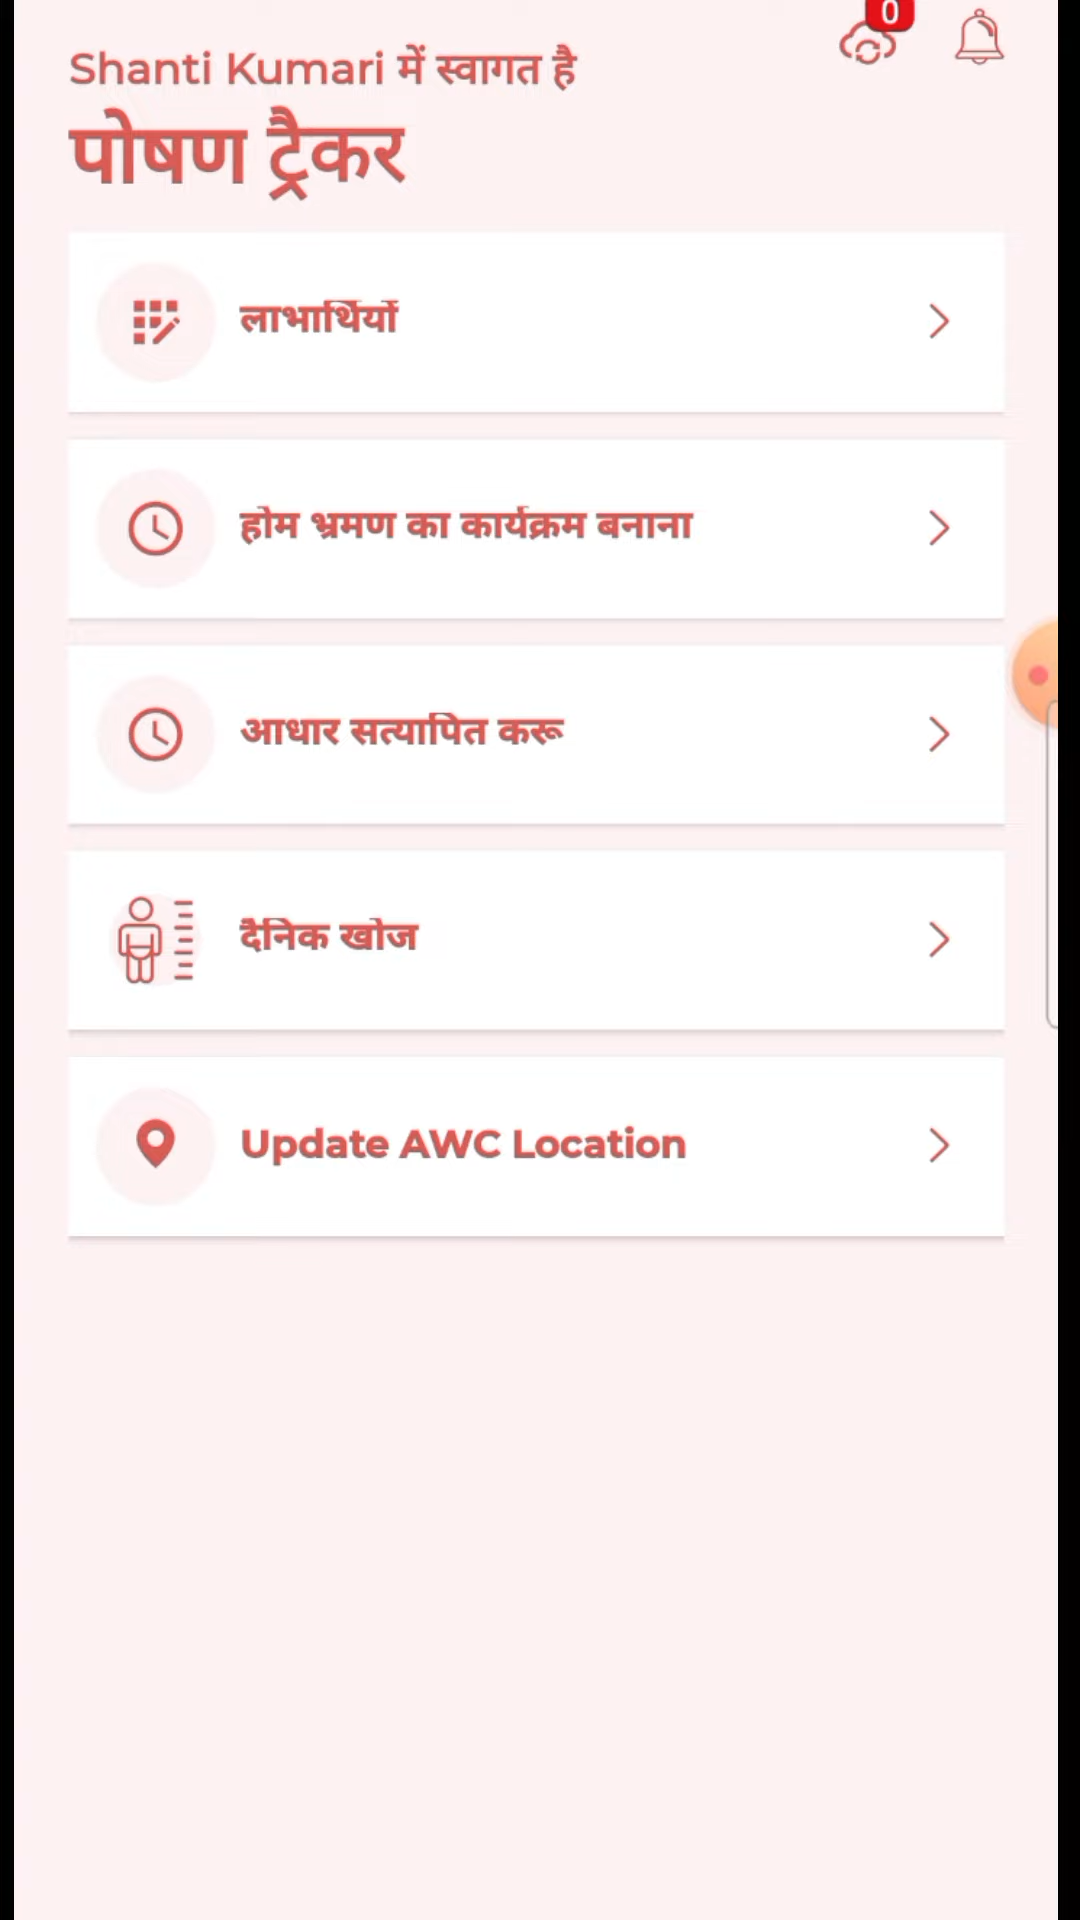 0
Shanti Kumari में स्वागत है
पोषण ट्रैकर
लाभार्थियों
होम भ्रमण का कार्यक्रम बनाना
आधार सत्यापित करू
दैनिक खोज
Update AWC Location